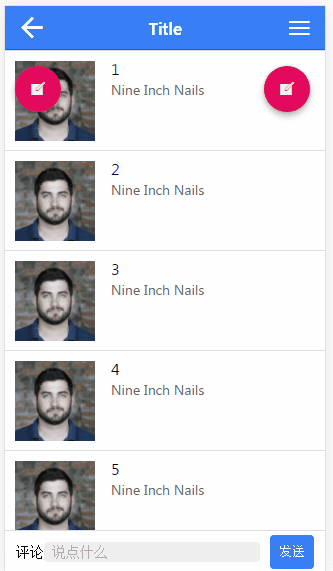 Title
1
Nine Inch Nails
2
Nine Inch Nails
3
Nine Inch Nails
4
Nine Inch Nails
5
Nine Inch Nails
评论 说点什么 发送